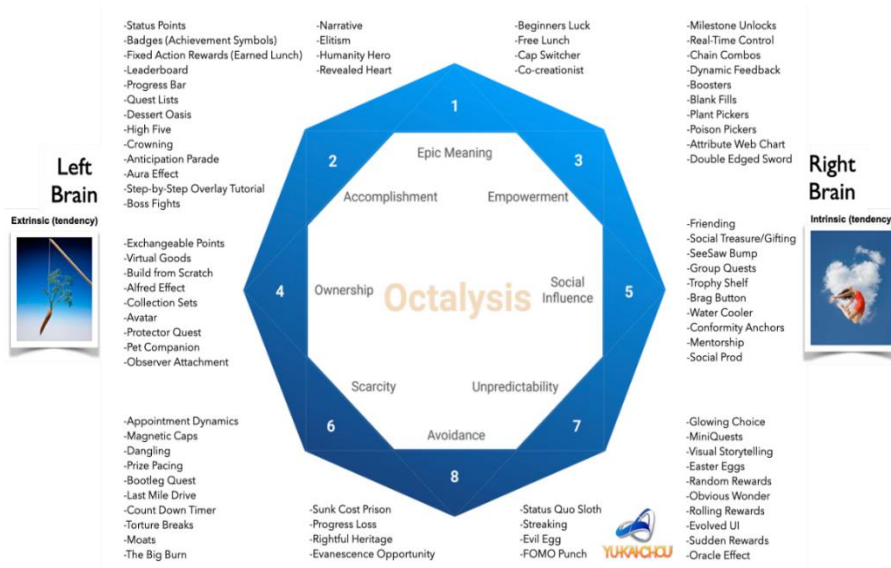 -Status Points
-Badges (Achievement Symbols)
-Fixed Action Rewards (Earned Lunch)
-Leaderboard
-Progress Bar
-Quest Lists
-Dessert Oasis
-High Five
-Crowning
-Anticipation Parade
-Aura Effect
-Step-by-Step Overlay Tutorial
-Boss Fights
-Narrative
-Elitism
-Humanity Hero
-Revealed Heart
-Beginners Luck
-Free Lunch
-Cap Switcher
-Co-creationist
-Milestone Unlocks
-Real-Time Control
-Chain Combos
-Dynamic Feedback
-Boosters
-Blank Fills
-Plant Pickers
-Poison Pickers
-Attribute Web Chart
-Double Edged Sword
Left
Brain
Extrinsic (tendency)
Right
Brain
Intrinsic (tendency
1
Epic Meaning
2
Accomplishment
3
Empowerment
4
Ownership
Octalysis
Social
Influence
5
Scarcity
6
Unpredictability
7
Avoidance
8
-Exchangeable Points
-Virtual Goods
-Build from Scratch
-Alfred Effect
-Collection Sets
-Avatar
-Protector Quest
-Pet Companion
-Observer Attachment
-Friending
-Social Treasure/Gifting
-SeeSaw Bump
-Group Quests
-Trophy Shelf
-Brag Button
-Water Cooler
-Conformity Anchors
-Mentorship
-Social Prod
-Appointment Dynamics
-Magnetic Caps
-Dangling
-Prize Pacing
-Bootleg Quest
-Last Mile Drive
-Count Down Timer
-Torture Breaks
-Moats
-The Big Burn
-Sunk Cost Prison
-Progress Loss
-Rightful Heritage
-Evanescence Opportunity
-Status Quo Sloth
-Streaking
-Evil Egg
-FOMO Punch
YU-KAI CHOU
-Glowing Choice
-MiniQuests
-Visual Storytelling
-Easter Eggs
-Random Rewards
-Obvious Wonder
-Rolling Rewards
-Evolved UI
-Sudden Rewards
-Oracle Effect